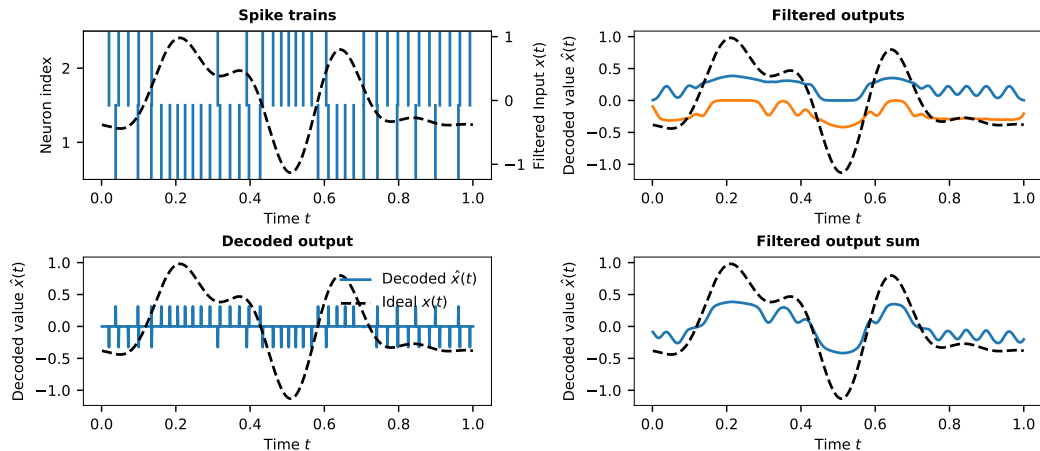 Spike trains
Neuron index
2
1
1
0
−1
Filtered Input x(t)
0.0 0.2 0.4 0.6 0.8 1.0
Time t
Filtered outputs
Decoded value x̂(t)
1.0
0.5
0.0
−0.5
−1.0
0.0 0.2 0.4 0.6 0.8 1.0
Time t
Decoded output
Decoded value x̂(t)
1.0
0.5
0.0
−0.5
−1.0
Decoded x̂(t)
Ideal x(t)
0.0 0.2 0.4 0.6 0.8 1.0
Time t
Filtered output sum
Decoded value x̂(t)
1.0
0.5
0.0
−0.5
−1.0
0.0 0.2 0.4 0.6 0.8 1.0
Time t